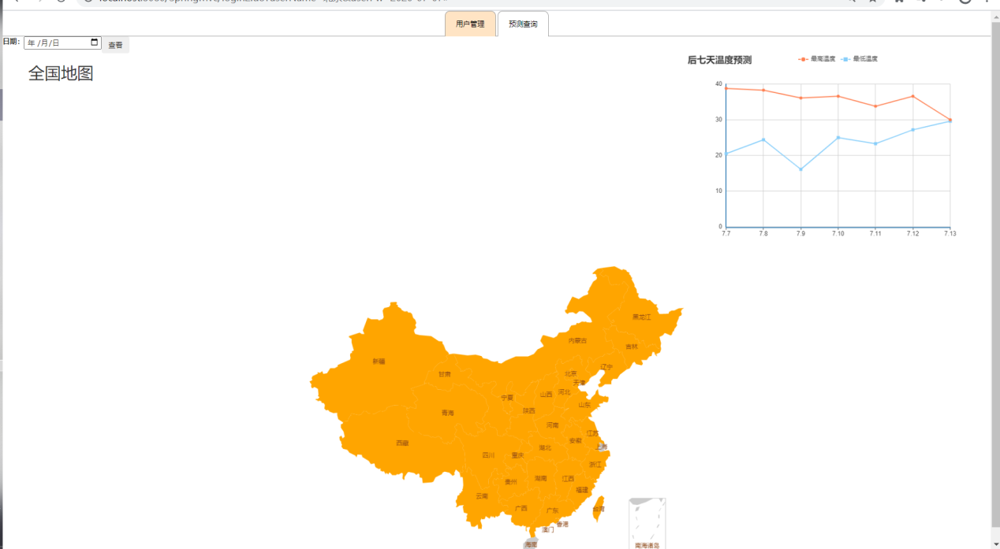 用户管理 预测查询
日期: 年 /月/日 查看
全国地图
后七天温度预测 最高温度 最低温度
40
30
20
10
0
7.7 7.8 7.9 7.10 7.11 7.12 7.13
黑龙江
内蒙古
吉林
新疆
辽宁
甘肃
北京
天津
宁夏
山西
河北
山东
陕西
青海
河南
江苏
安徽
西藏
湖北
上海
四川
重庆
浙江
贵州
湖南
江西
福建
云南
广西
广东
台湾
香港
澳门
海南
南海诸岛